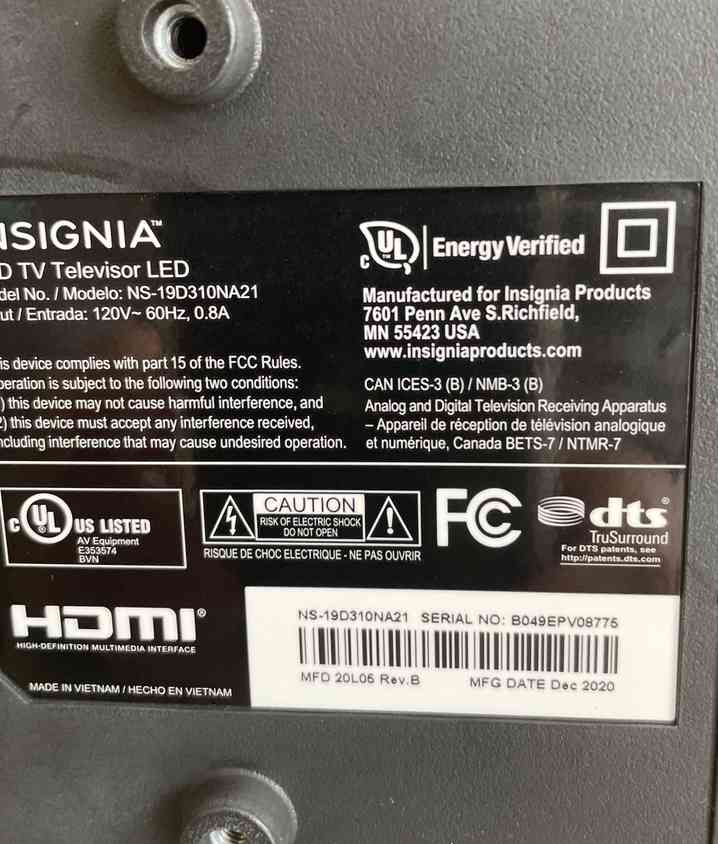 INSIGNIA™
D TV Televisor LED
del No. / Modelo: NS-19D310NA21
ut / Entrada: 120V~ 60Hz, 0.8A
is device complies with part 15 of the FCC Rules.
peration is subject to the following two conditions:
) this device may not cause harmful interference, and
2) this device must accept any interference received,
ncluding interference that may cause undesired operation.
c UL ™ Energy Verified
Manufactured for Insignia Products
7601 Penn Ave S.Richfield,
MN 55423 USA
www.insigniaproducts.com
CAN ICES-3 (B) / NMB-3 (B)
Analog and Digital Television Receiving Apparatus
– Appareil de réception de télévision analogique
et numérique, Canada BETS-7 / NTMR-7
c UL US LISTED
AV Equipment
E353574
BVN
CAUTION
RISK OF ELECTRIC SHOCK
DO NOT OPEN
RISQUE DE CHOC ELECTRIQUE - NE PAS OUVRIR
FC
dts®
TruSurround
For DTS patents, see
http://patents.dts.com
HDMI®
HIGH-DEFINITION MULTIMEDIA INTERFACE
MADE IN VIETNAM / HECHO EN VIETNAM
NS-19D310NA21 SERIAL NO: B049EPV08775
MFD 20L05 Rev.B MFG DATE Dec 2020